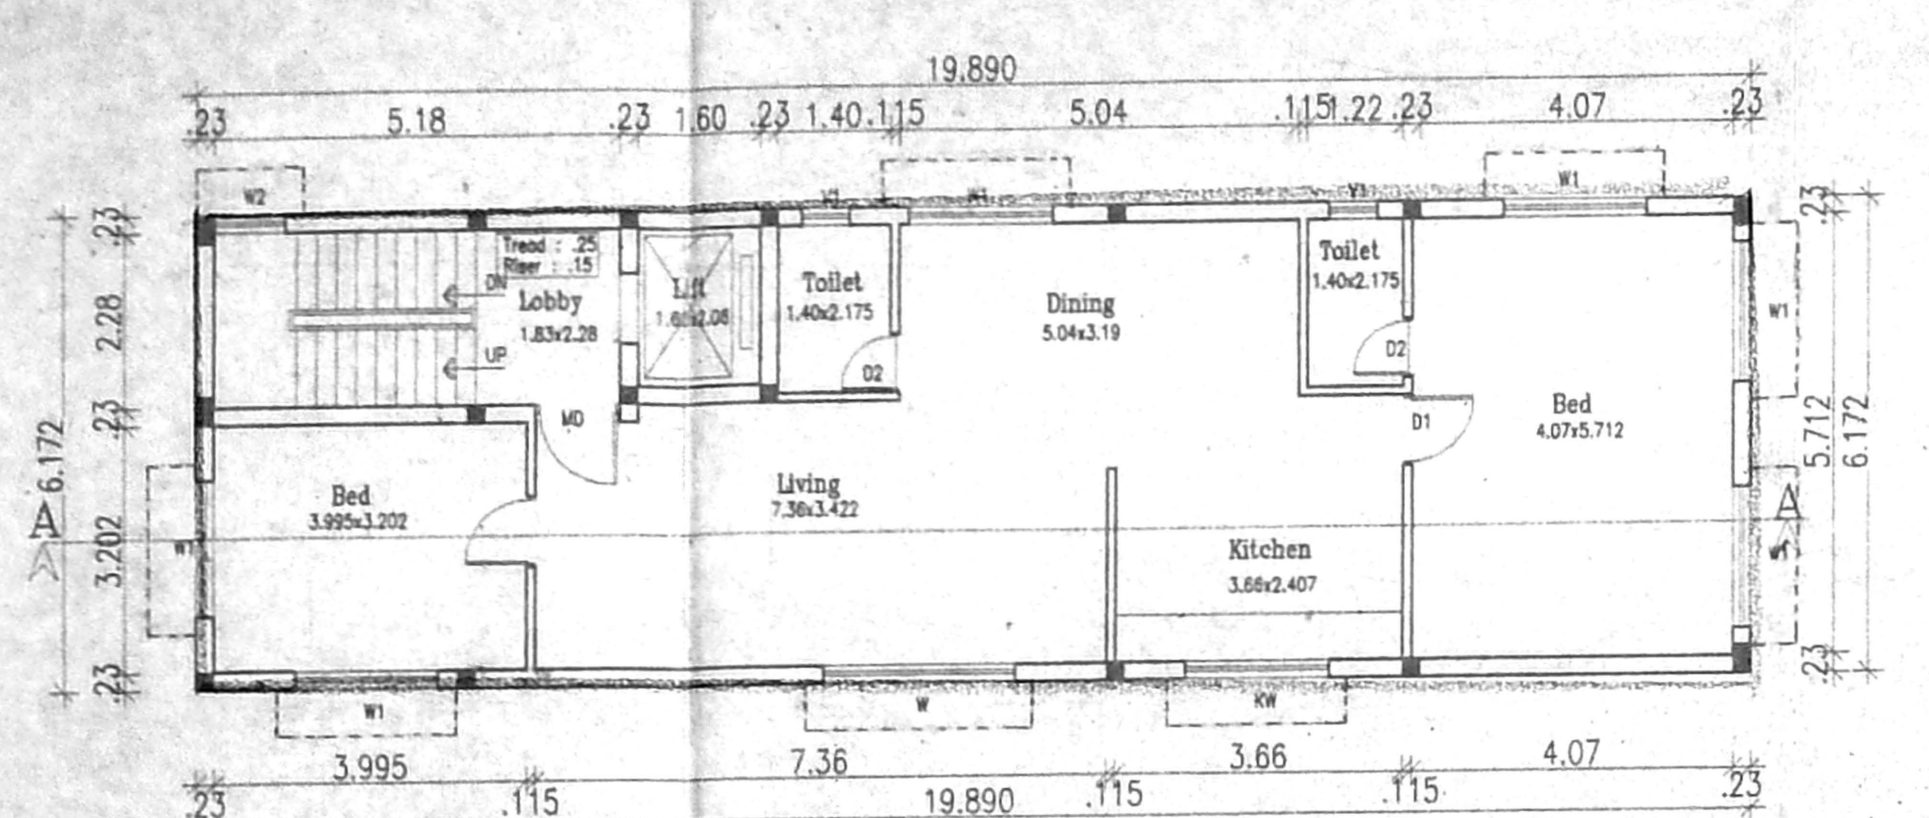 19.890
.23 5.18 .23 1.60 .23 1.40 .115 5.04 .115 1.22 .23 4.07 .23
W2
W1
W1
V1
Tread : .25
Riser : .15
DN
Lobby
1.83x2.28
UP
Lift
Toilet
1.40x2.175
D2
Dining
5.04x3.19
Toilet
1.40x2.175
D2
Bed
4.07x5.712
D1
MD
Bed
3.995x3.202
Living
7.36x3.422
Kitchen
3.66x2.407
.23
2.28
.23
3.202
.23
6.172
A
W1
W1
W1
A
.23
5.712
.23
6.172
W1
W
KW
3.995 7.36 3.66 4.07
.23 .115 19.890 .115 .115 .23